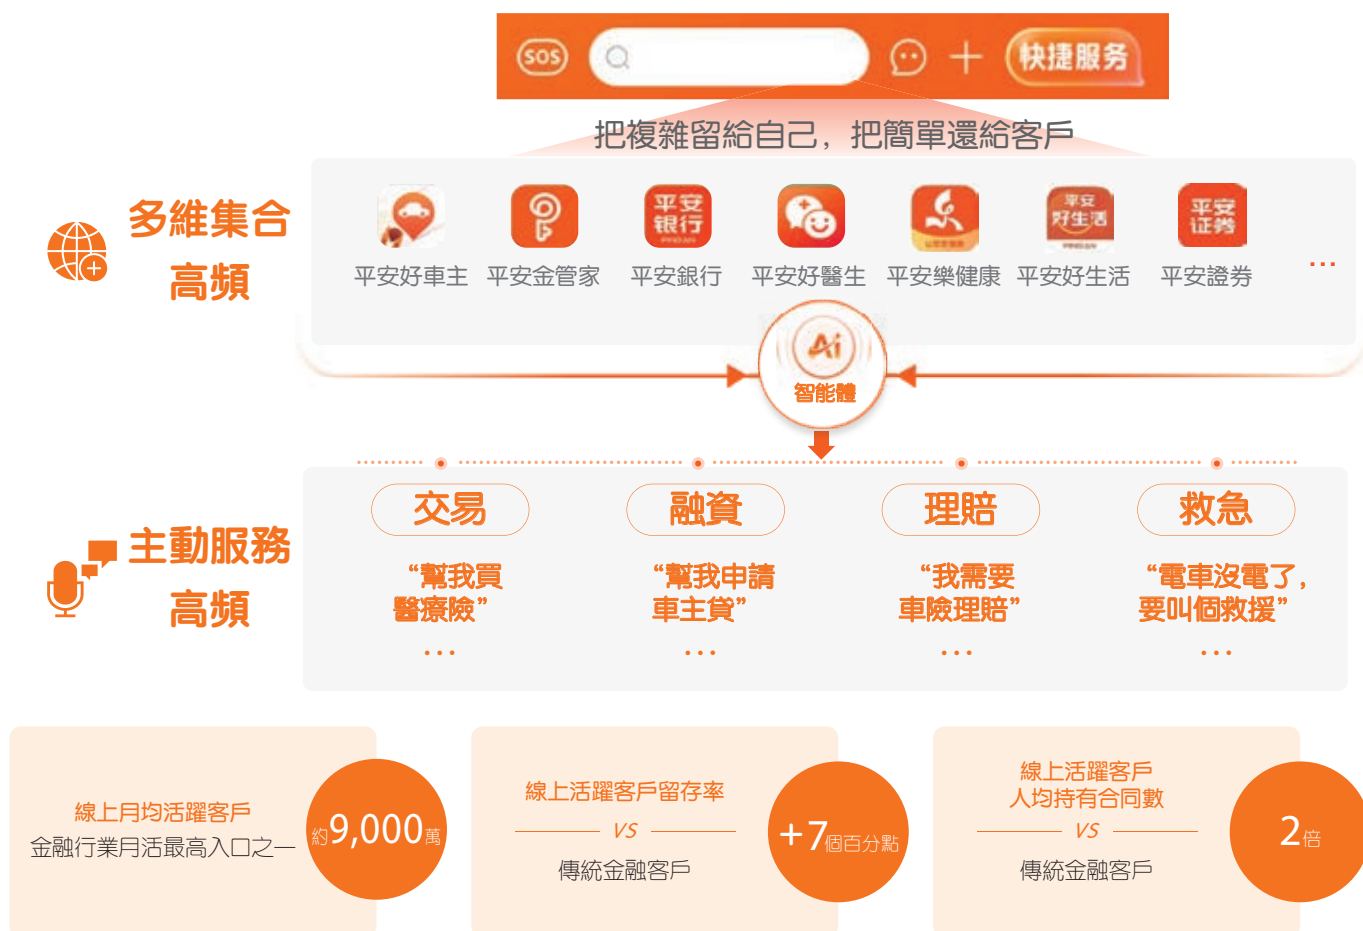 SOS
快捷服务
把複雜留給自己，把簡單還給客戶
多維集合
高頻
平安
银行
平安
好生活
平安
证券
平安好車主
平安金管家
平安銀行
平安好醫生
平安樂健康
平安好生活
平安證券
...
Ai
智能體
主動服務
高頻
交易
融資
理賠
救急
“幫我買
醫療險”
...
“幫我申請
車主貸”
...
“我需要
車險理賠”
...
“電車沒電了，
要叫個救援”
...
線上月均活躍客戶
金融行業月活最高入口之一
約9,000萬
線上活躍客戶留存率
VS
傳統金融客戶
+7個百分點
線上活躍客戶
人均持有合同數
VS
傳統金融客戶
2倍